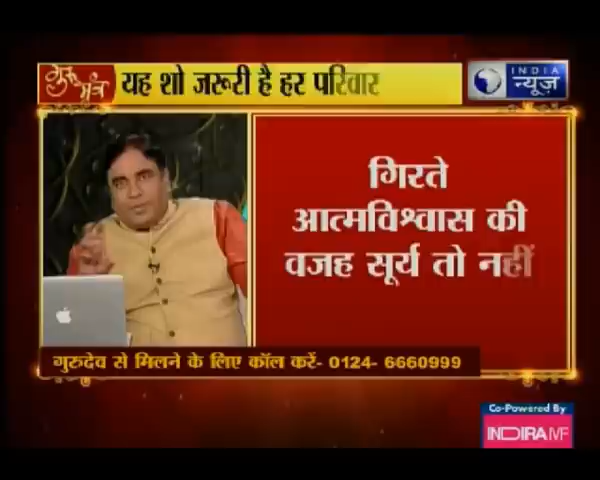 गुरु मंत्र
यह शो जरूरी है हर परिवार
INDIA
न्यूज़
गिरते
आत्मविश्वास की
वजह सूर्य तो नहीं
गुरुदेव से मिलने के लिए कॉल करें- 0124- 6660999
Co-Powered By
INDIRA IVF